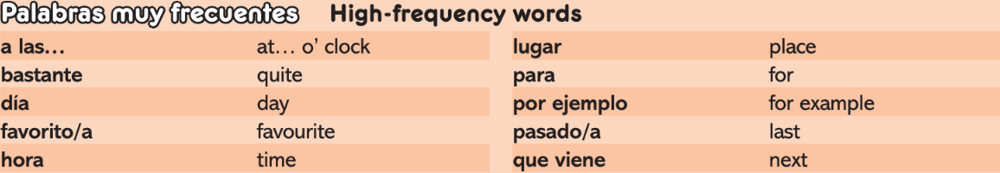 Palabras muy frecuentes High-frequency words
a las… at… o' clock
bastante quite
día day
favorito/a favourite
hora time
lugar place
para for
por ejemplo for example
pasado/a last
que viene next